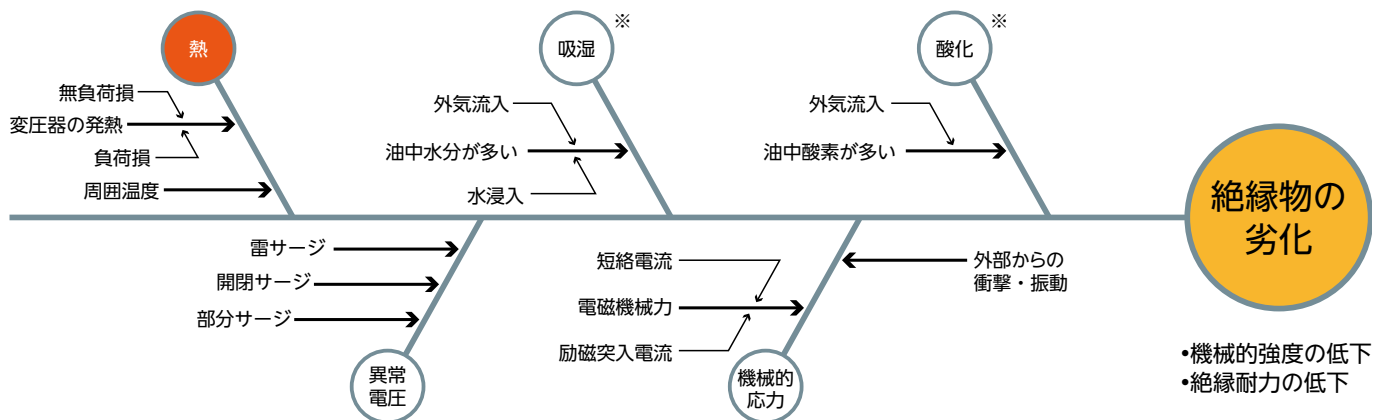 熱
無負荷損
変圧器の発熱
負荷損
周囲温度
※
吸湿
外気流入
油中水分が多い
水浸入
※
酸化
外気流入
油中酸素が多い
絶縁物の
劣化
雷サージ
開閉サージ
部分サージ
異常
電圧
短絡電流
電磁機械力
励磁突入電流
機械的
応力
外部からの
衝撃・振動
•機械的強度の低下
•絶縁耐力の低下